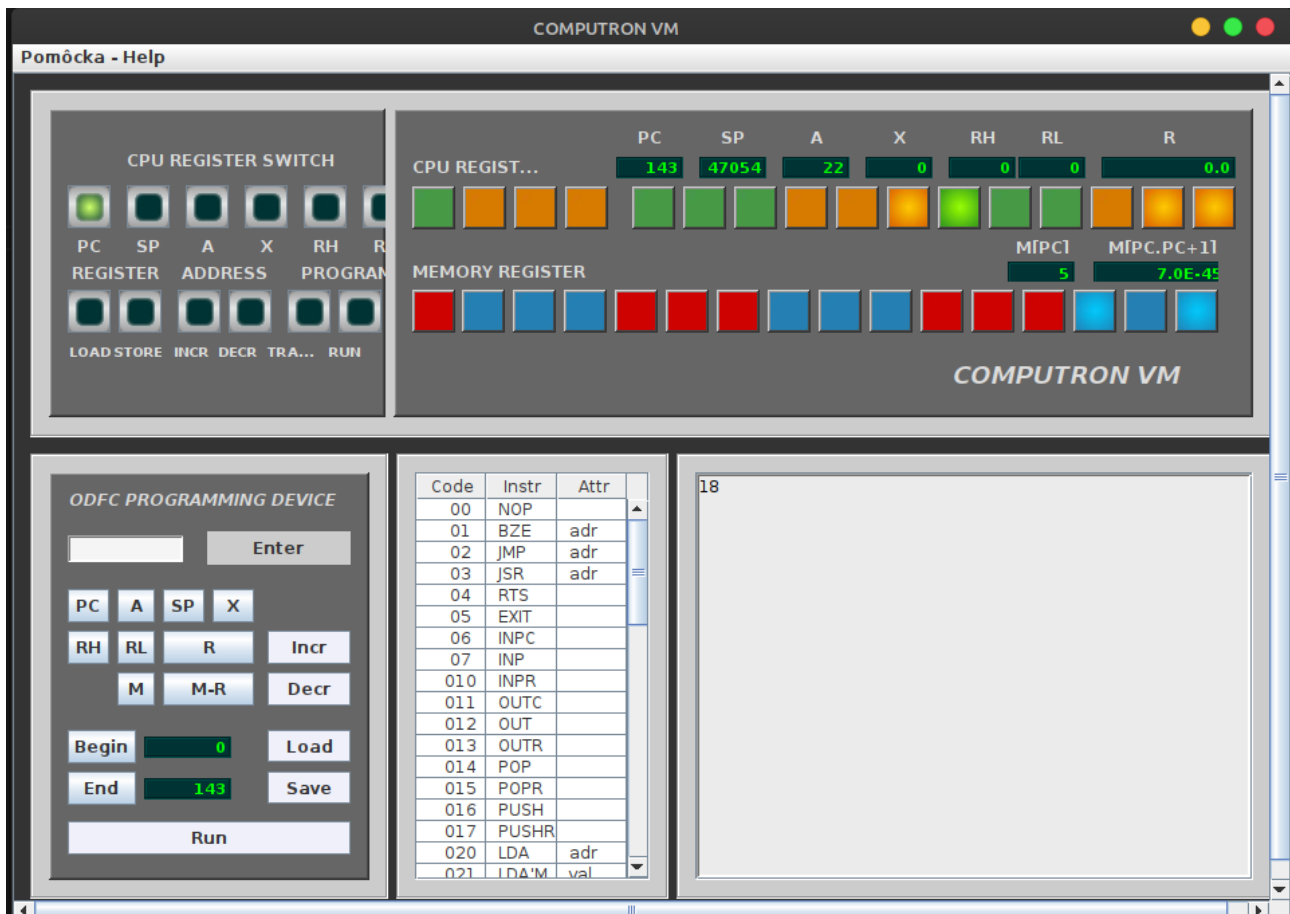 COMPUTRON VM
Pomôcka - Help
CPU REGISTER SWITCH
PC SP A X RH R
REGISTER ADDRESS PROGRAM
LOAD STORE INCR DECR TRA... RUN
PC SP A X RH RL R
CPU REGIST... 143 47054 22 0 0 0 0.0
M[PC] M[PC.PC+1]
MEMORY REGISTER 5 7.0E-45
COMPUTRON VM
ODFC PROGRAMMING DEVICE
Enter
PC A SP X
RH RL R Incr
M M-R Decr
Begin 0 Load
End 143 Save
Run
Code Instr Attr
00 NOP
01 BZE adr
02 JMP adr
03 JSR adr
04 RTS
05 EXIT
06 INPC
07 INP
010 INPR
011 OUTC
012 OUT
013 OUTR
014 POP
015 POPR
016 PUSH
017 PUSHR
020 LDA adr
021 LDA'M val
18